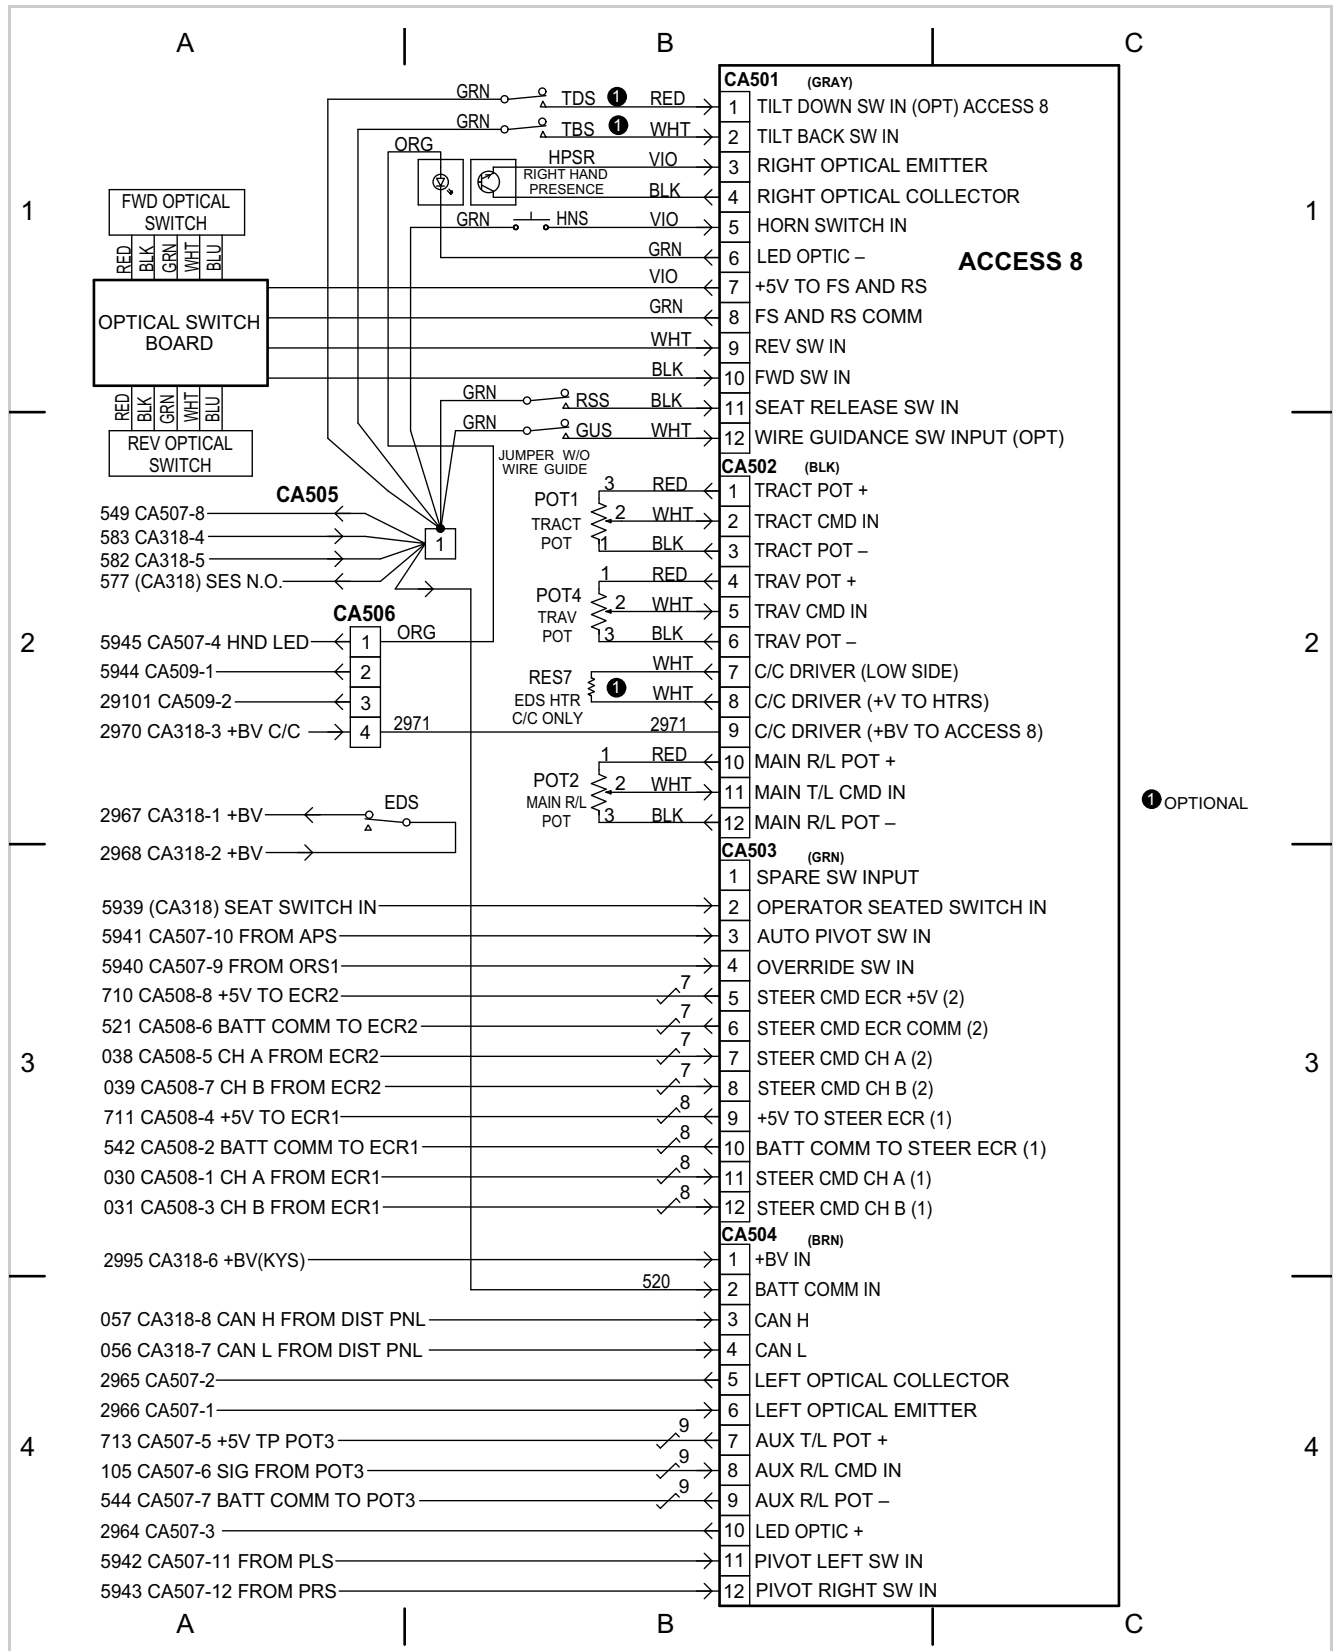 A B C
CA501 (GRAY)
GRN TDS 1 RED 1 TILT DOWN SW IN (OPT) ACCESS 8
GRN TBS 1 WHT 2 TILT BACK SW IN
ORG
HPSR VIO 3 RIGHT OPTICAL EMITTER
RIGHT HAND
PRESENCE BLK 4 RIGHT OPTICAL COLLECTOR
1 1
FWD OPTICAL
SWITCH
GRN HNS VIO 5 HORN SWITCH IN
RED BLK GRN WHT BLU
GRN 6 LED OPTIC –
ACCESS 8
VIO 7 +5V TO FS AND RS
OPTICAL SWITCH
BOARD
GRN 8 FS AND RS COMM
WHT 9 REV SW IN
BLK 10 FWD SW IN
RED BLK GRN WHT BLU
REV OPTICAL
SWITCH
GRN RSS BLK 11 SEAT RELEASE SW IN
GRN GUS WHT 12 WIRE GUIDANCE SW INPUT (OPT)
JUMPER W/O
WIRE GUIDE
CA502 (BLK)
CA505
1
549 CA507-8
583 CA318-4
582 CA318-5
577 (CA318) SES N.O.
POT1
TRACT
POT
3 RED 1 TRACT POT +
2 WHT 2 TRACT CMD IN
1 BLK 3 TRACT POT –
POT4
TRAV
POT
1 RED 4 TRAV POT +
2 WHT 5 TRAV CMD IN
3 BLK 6 TRAV POT –
CA506
2 2
5945 CA507-4 HND LED 1 ORG
5944 CA509-1 2
29101 CA509-2 3
2970 CA318-3 +BV C/C 4 2971
RES7 1
EDS HTR
C/C ONLY
WHT 7 C/C DRIVER (LOW SIDE)
WHT 8 C/C DRIVER (+V TO HTRS)
2971 9 C/C DRIVER (+BV TO ACCESS 8)
POT2
MAIN R/L
POT
1 RED 10 MAIN R/L POT +
2 WHT 11 MAIN T/L CMD IN
3 BLK 12 MAIN R/L POT –
1 OPTIONAL
2967 CA318-1 +BV EDS
2968 CA318-2 +BV
CA503 (GRN)
1 SPARE SW INPUT
5939 (CA318) SEAT SWITCH IN 2 OPERATOR SEATED SWITCH IN
5941 CA507-10 FROM APS 3 AUTO PIVOT SW IN
5940 CA507-9 FROM ORS1 4 OVERRIDE SW IN
710 CA508-8 +5V TO ECR2 7 5 STEER CMD ECR +5V (2)
521 CA508-6 BATT COMM TO ECR2 7 6 STEER CMD ECR COMM (2)
038 CA508-5 CH A FROM ECR2 7 7 STEER CMD CH A (2)
3 3
039 CA508-7 CH B FROM ECR2 7 8 STEER CMD CH B (2)
711 CA508-4 +5V TO ECR1 8 9 +5V TO STEER ECR (1)
542 CA508-2 BATT COMM TO ECR1 8 10 BATT COMM TO STEER ECR (1)
030 CA508-1 CH A FROM ECR1 8 11 STEER CMD CH A (1)
031 CA508-3 CH B FROM ECR1 8 12 STEER CMD CH B (1)
CA504 (BRN)
2995 CA318-6 +BV(KYS) 1 +BV IN
520 2 BATT COMM IN
057 CA318-8 CAN H FROM DIST PNL 3 CAN H
056 CA318-7 CAN L FROM DIST PNL 4 CAN L
2965 CA507-2 5 LEFT OPTICAL COLLECTOR
2966 CA507-1 6 LEFT OPTICAL EMITTER
4 4
713 CA507-5 +5V TP POT3 9 7 AUX T/L POT +
105 CA507-6 SIG FROM POT3 9 8 AUX R/L CMD IN
544 CA507-7 BATT COMM TO POT3 9 9 AUX R/L POT –
2964 CA507-3 10 LED OPTIC +
5942 CA507-11 FROM PLS 11 PIVOT LEFT SW IN
5943 CA507-12 FROM PRS 12 PIVOT RIGHT SW IN
A B C